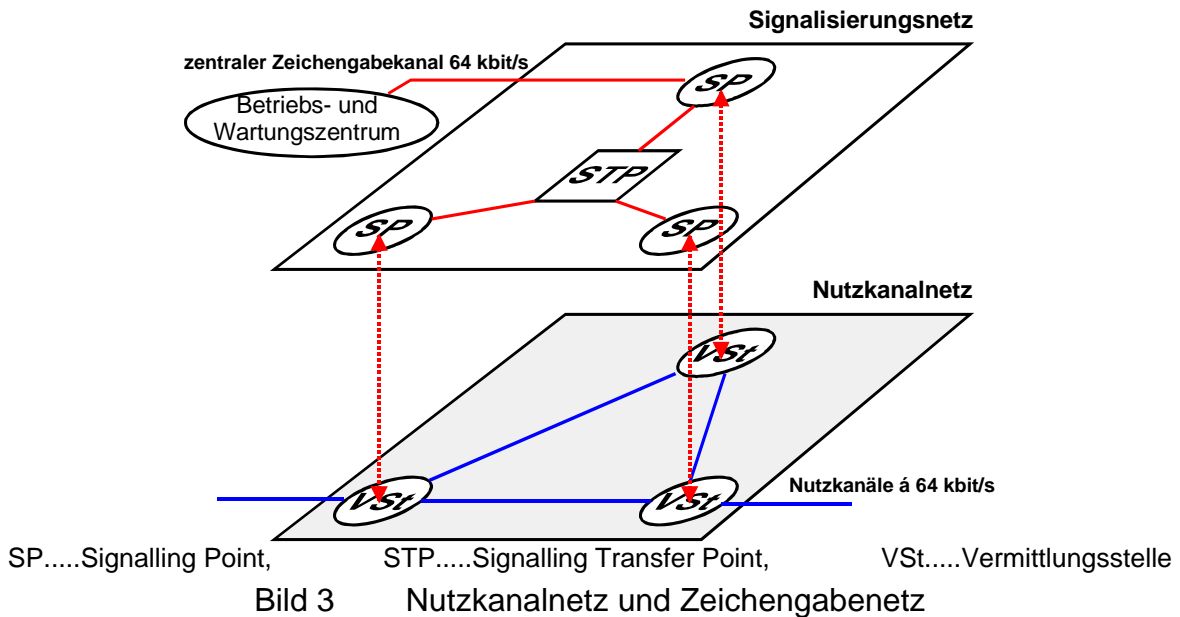 Signalisierungsnetz
zentraler Zeichengabekanal 64 kbit/s
SP
Betriebs- und
Wartungszentrum
STP
SP
SP
Nutzkanalnetz
VSt
VSt
VSt
Nutzkanäle á 64 kbit/s
SP.....Signalling Point, STP.....Signalling Transfer Point, VSt.....Vermittlungsstelle
Bild 3 Nutzkanalnetz und Zeichengabenetz